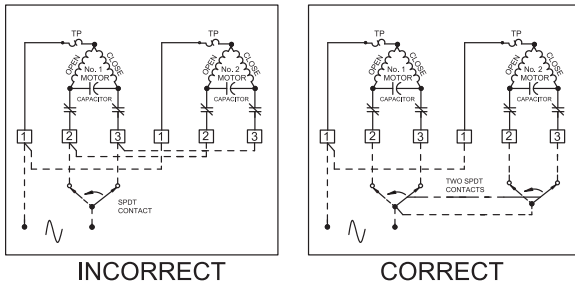 TP
TP
TP
TP
OPEN
CLOSE
No. 1
MOTOR
CAPACITOR
OPEN
CLOSE
No. 2
MOTOR
CAPACITOR
OPEN
CLOSE
No. 1
MOTOR
CAPACITOR
OPEN
CLOSE
No. 2
MOTOR
CAPACITOR
1 2 3 1 2 3
1 2 3 1 2 3
SPDT
CONTACT
TWO SPDT
CONTACTS
INCORRECT
CORRECT